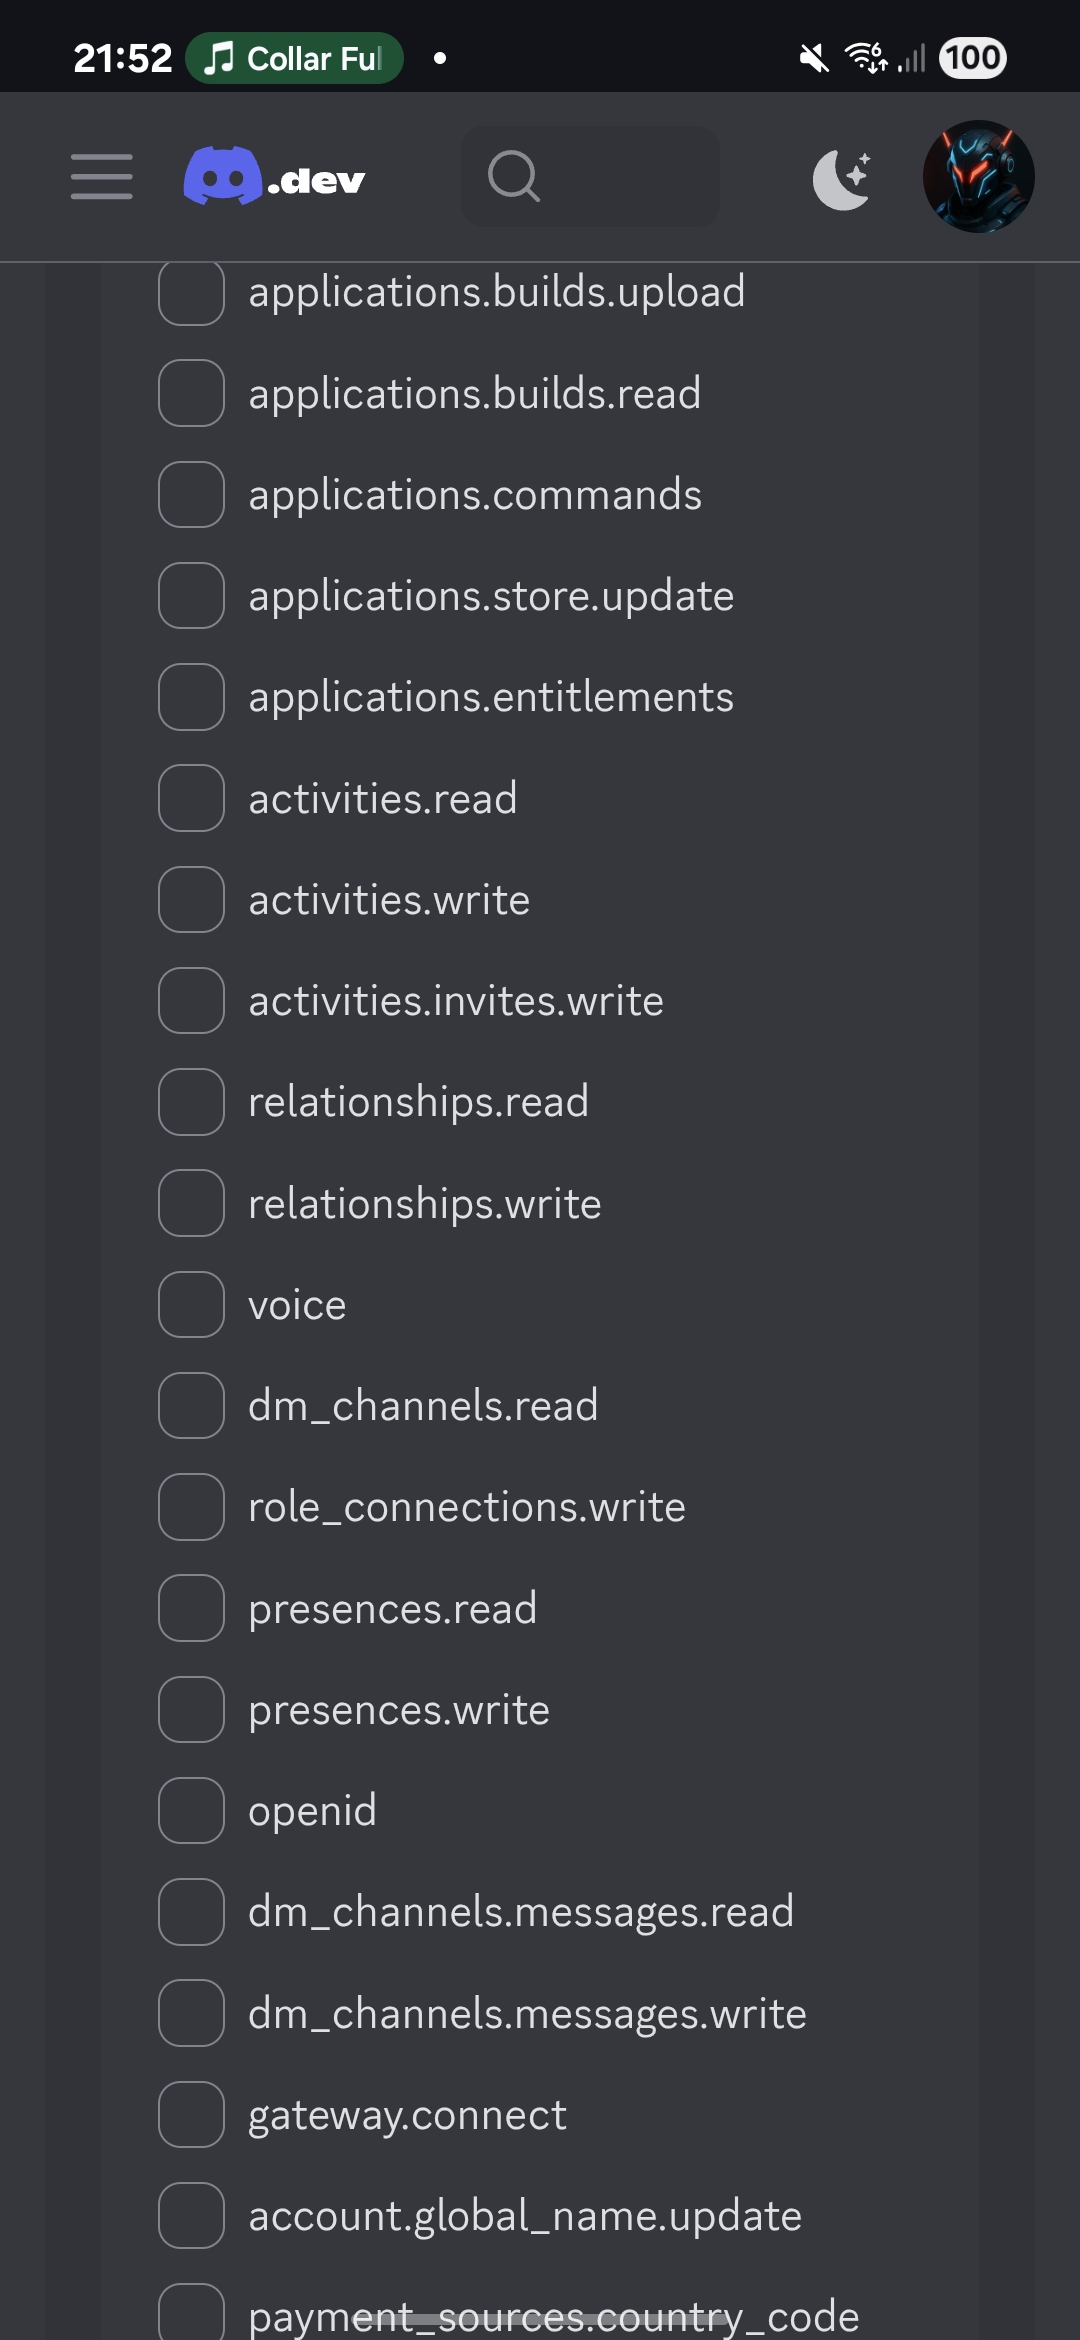 21:52
Collar Ful
6
100
.dev
applications.builds.upload
applications.builds.read
applications.commands
applications.store.update
applications.entitlements
activities.read
activities.write
activities.invites.write
relationships.read
relationships.write
voice
dm_channels.read
role_connections.write
presences.read
presences.write
openid
dm_channels.messages.read
dm_channels.messages.write
gateway.connect
account.global_name.update
payment_sources.country_code